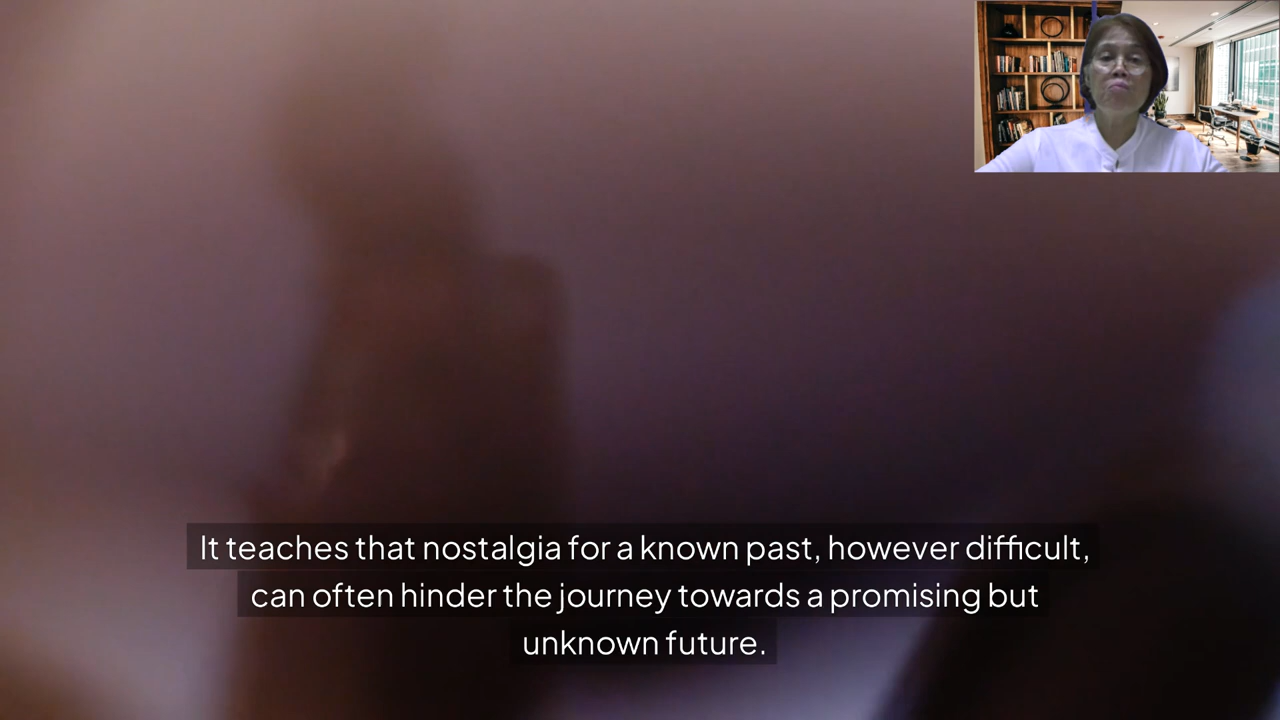 It teaches that nostalgia for a known past, however difficult,
can often hinder the journey towards a promising but
unknown future.